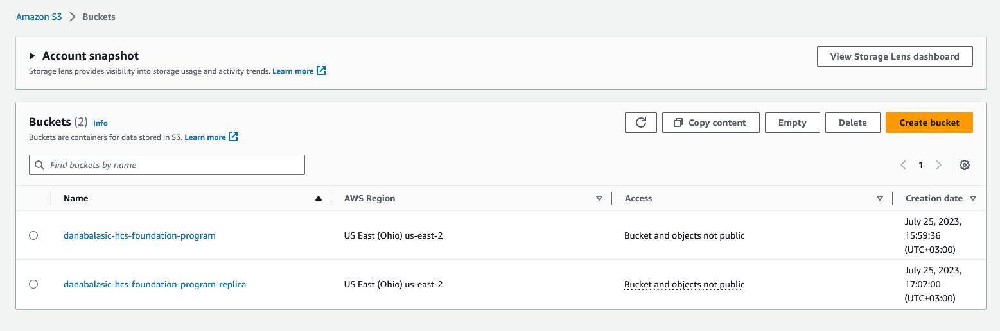 Amazon S3 > Buckets
Account snapshot
View Storage Lens dashboard
Storage lens provides visibility into storage usage and activity trends. Learn more
Buckets (2) Info
Copy content Empty Delete Create bucket
Buckets are containers for data stored in S3. Learn more
Find buckets by name
1
Name AWS Region Access Creation date
danabalasic-hcs-foundation-program US East (Ohio) us-east-2 Bucket and objects not public July 25, 2023,
15:59:36
(UTC+03:00)
danabalasic-hcs-foundation-program-replica US East (Ohio) us-east-2 Bucket and objects not public July 25, 2023,
17:07:00
(UTC+03:00)